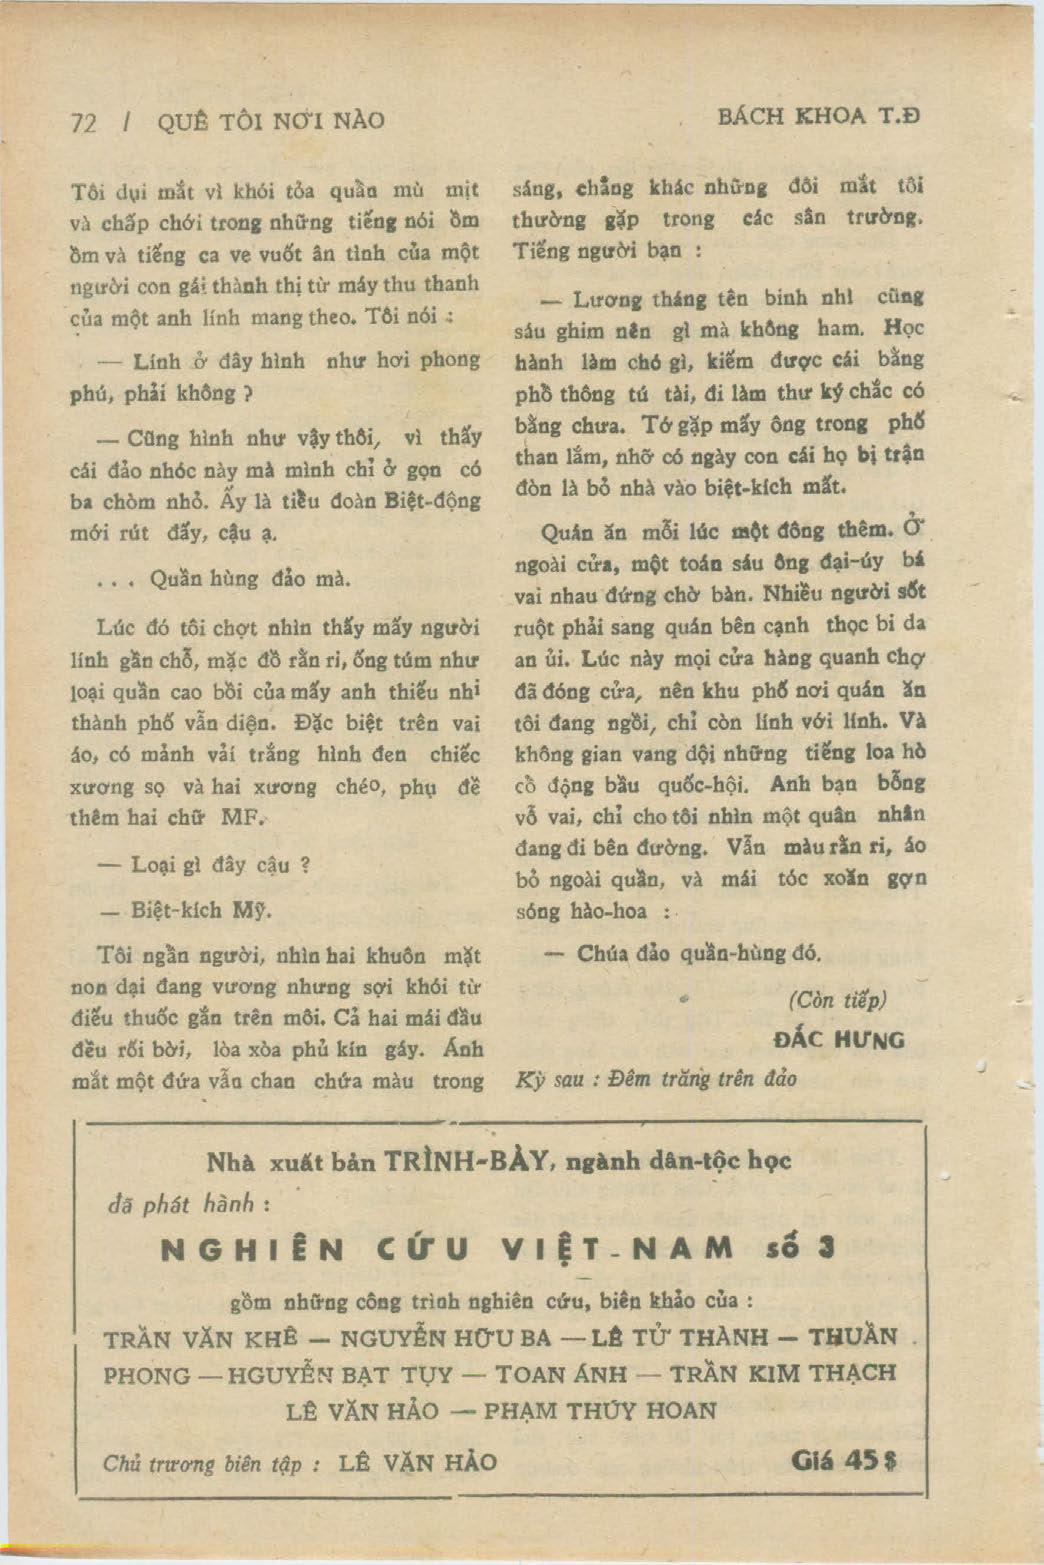 72 / QUÊ TÔI NƠI NÀO
BÁCH KHOA T.Đ
Tôi dụi mắt vì khói tỏa quần mù mịt
và chấp chới trong những tiếng nói ồm
ồm và tiếng ca ve vuốt ân tình của một
người con gái thành thị từ máy thu thanh
của một anh lính mang theo. Tôi nói :
— Lính ở đây hình như hơi phong
phú, phải không ?
— Cũng hình như vậy thôi, vì thấy
cái đảo nhóc này mà mình chỉ ở gọn có
ba chòm nhỏ. Ấy là tiểu đoàn Biệt-động
mới rút đấy, cậu ạ.
. . . Quần hùng đảo mà.
Lúc đó tôi chợt nhìn thấy mấy người
lính gần chỗ, mặc đồ rằn ri, ống túm như
loại quần cao bồi của mấy anh thiếu nhi
thành phố vẫn diện. Đặc biệt trên vai
áo, có mảnh vải trắng hình đen chiếc
xương sọ và hai xương chéo, phụ đề
thêm hai chữ MF.
— Loại gì đây cậu ?
— Biệt-kích Mỹ.
Tôi ngần người, nhìn hai khuôn mặt
non dại đang vương nhưng sợi khói từ
điếu thuốc gắn trên môi. Cả hai mái đầu
đều rối bời, lòa xòa phủ kín gáy. Ánh
mắt một đứa vẫn chan chứa màu trong
sáng, chẳng khác những đôi mắt tôi
thường gặp trong các sân trường.
Tiếng người bạn :
— Lương tháng tên binh nhì cũng
sáu ghim nên gì mà không ham. Học
hành làm chó gì, kiếm được cái bằng
phổ thông tú tài, đi làm thư ký chắc có
bằng chưa. Tớ gặp mấy ông trong phố
than lắm, nhỡ có ngày con cái họ bị trận
đòn là bỏ nhà vào biệt-kích mất.
Quán ăn mỗi lúc một đông thêm. Ở
ngoài cửa, một toán sáu ông đại-úy bá
vai nhau đứng chờ bàn. Nhiều người sốt
ruột phải sang quán bên cạnh thọc bi da
an ủi. Lúc này mọi cửa hàng quanh chợ
đã đóng cửa, nên khu phố nơi quán ăn
tôi đang ngồi, chỉ còn lính với lính. Và
không gian vang dội những tiếng loa hò
cổ động bầu quốc-hội. Anh bạn bỗng
vỗ vai, chỉ cho tôi nhìn một quân nhân
đang đi bên đường. Vẫn màu rằn ri, áo
bỏ ngoài quần, và mái tóc xoăn gợn
sóng hào-hoa :
— Chúa đảo quần-hùng đó.
(Còn tiếp)
ĐẮC HƯNG
Kỳ sau : Đêm trăng trên đảo
Nhà xuất bản TRÌNH-BÀY, ngành dân-tộc học
đã phát hành :
NGHIÊN CỨU VIỆT-NAM số 3
gồm những công trình nghiên cứu, biên khảo của :
TRẦN VĂN KHÊ — NGUYỄN HỮU BA — LÊ TỬ THÀNH — THUẦN
PHONG — HGUYỄN BẠT TỤY — TOAN ÁNH — TRẦN KIM THẠCH
LÊ VĂN HẢO — PHẠM THÚY HOAN
Chủ trương biên tập : LÊ VĂN HẢO
Giá 45$